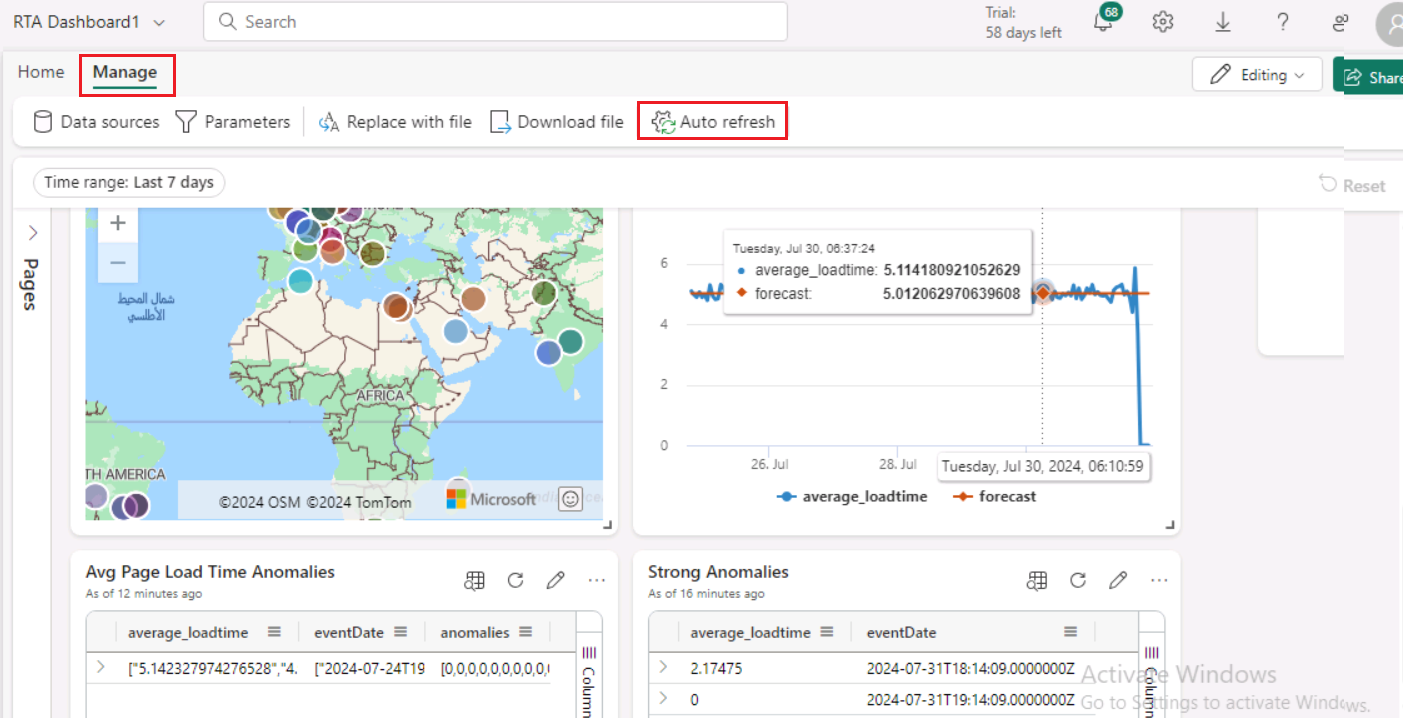 RTA Dashboard1
Search
Trial:
58 days left
68
Home
Manage
Editing
Share
Data sources
Parameters
Replace with file
Download file
Auto refresh
Time range: Last 7 days
Reset
Pages
+
−
شمال المحيط
الأطلسي
AFRICA
TH AMERICA
©2024 OSM ©2024 TomTom
Microsoft
Tuesday, Jul 30, 06:37:24
average_loadtime: 5.114180921052629
forecast: 5.012062970639608
6
4
2
0
26. Jul
28. Jul
Tuesday, Jul 30, 2024, 06:10:59
average_loadtime
forecast
Avg Page Load Time Anomalies
As of 12 minutes ago
average_loadtime
eventDate
anomalies
["5.142327974276528","4.
["2024-07-24T19
[0,0,0,0,0,0,0,0,0,
Column
Strong Anomalies
As of 16 minutes ago
average_loadtime
eventDate
2.17475
2024-07-31T18:14:09.0000000Z
0
2024-07-31T19:14:09.0000000Z
Column
Activate Windows
Go to Settings to activate Windows.